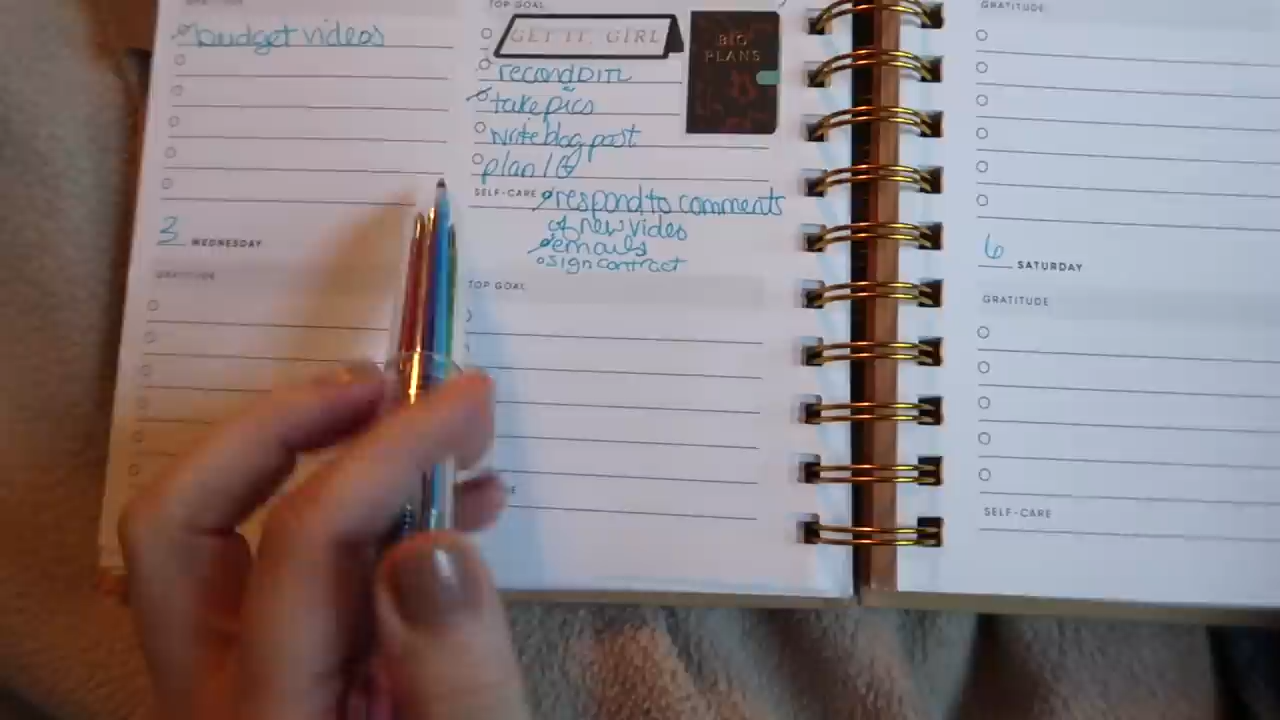 GRATITUDE
budget videos
3 WEDNESDAY
GRATITUDE
TOP GOAL
GET IT, GIRL
BIG PLANS
record DITL
take pics
write blog post
plan IG
SELF-CARE respond to comments
of new video
emails
sign contract
TOP GOAL
GRATITUDE
6 SATURDAY
GRATITUDE
SELF-CARE